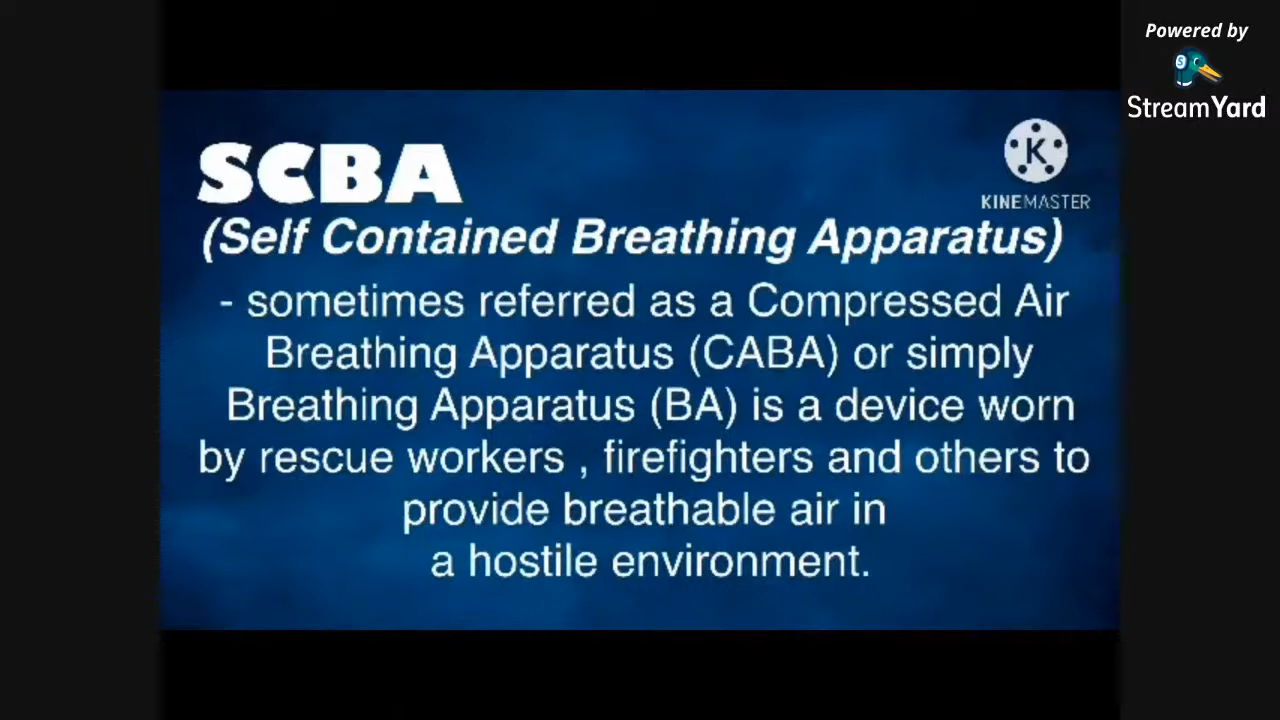 Powered by
StreamYard
K
KINEMASTER
SCBA
(Self Contained Breathing Apparatus)
- sometimes referred as a Compressed Air
Breathing Apparatus (CABA) or simply
Breathing Apparatus (BA) is a device worn
by rescue workers , firefighters and others to
provide breathable air in
a hostile environment.